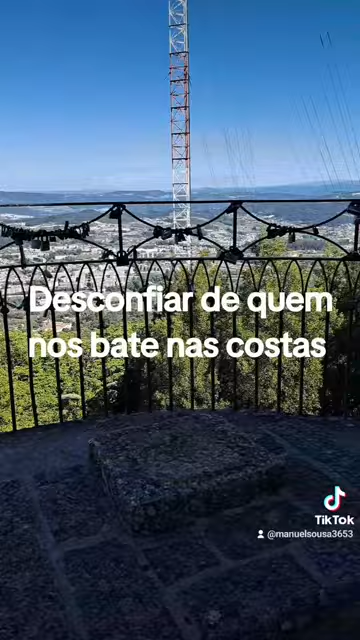 Desconfiar de quem
nos bate nas costas
TikTok
@manuelsousa3653